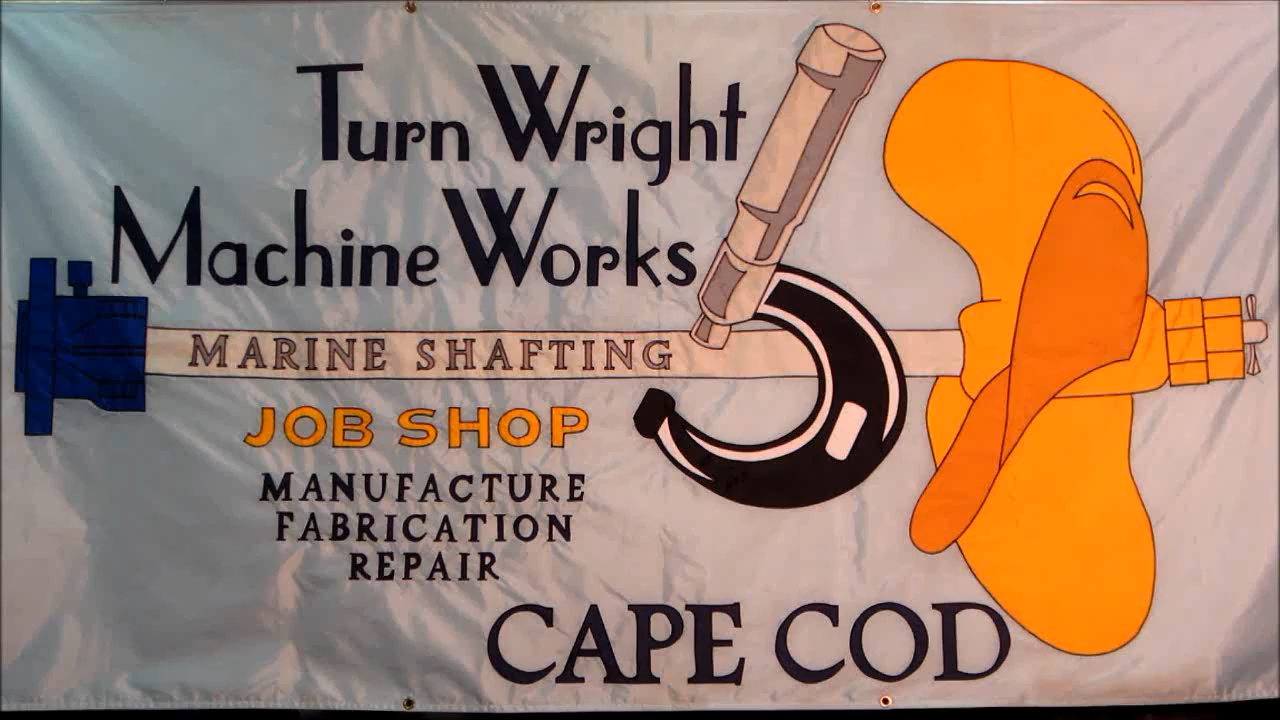 Turn Wright
Machine Works
MARINE SHAFTING
JOB SHOP
MANUFACTURE
FABRICATION
REPAIR
CAPE COD